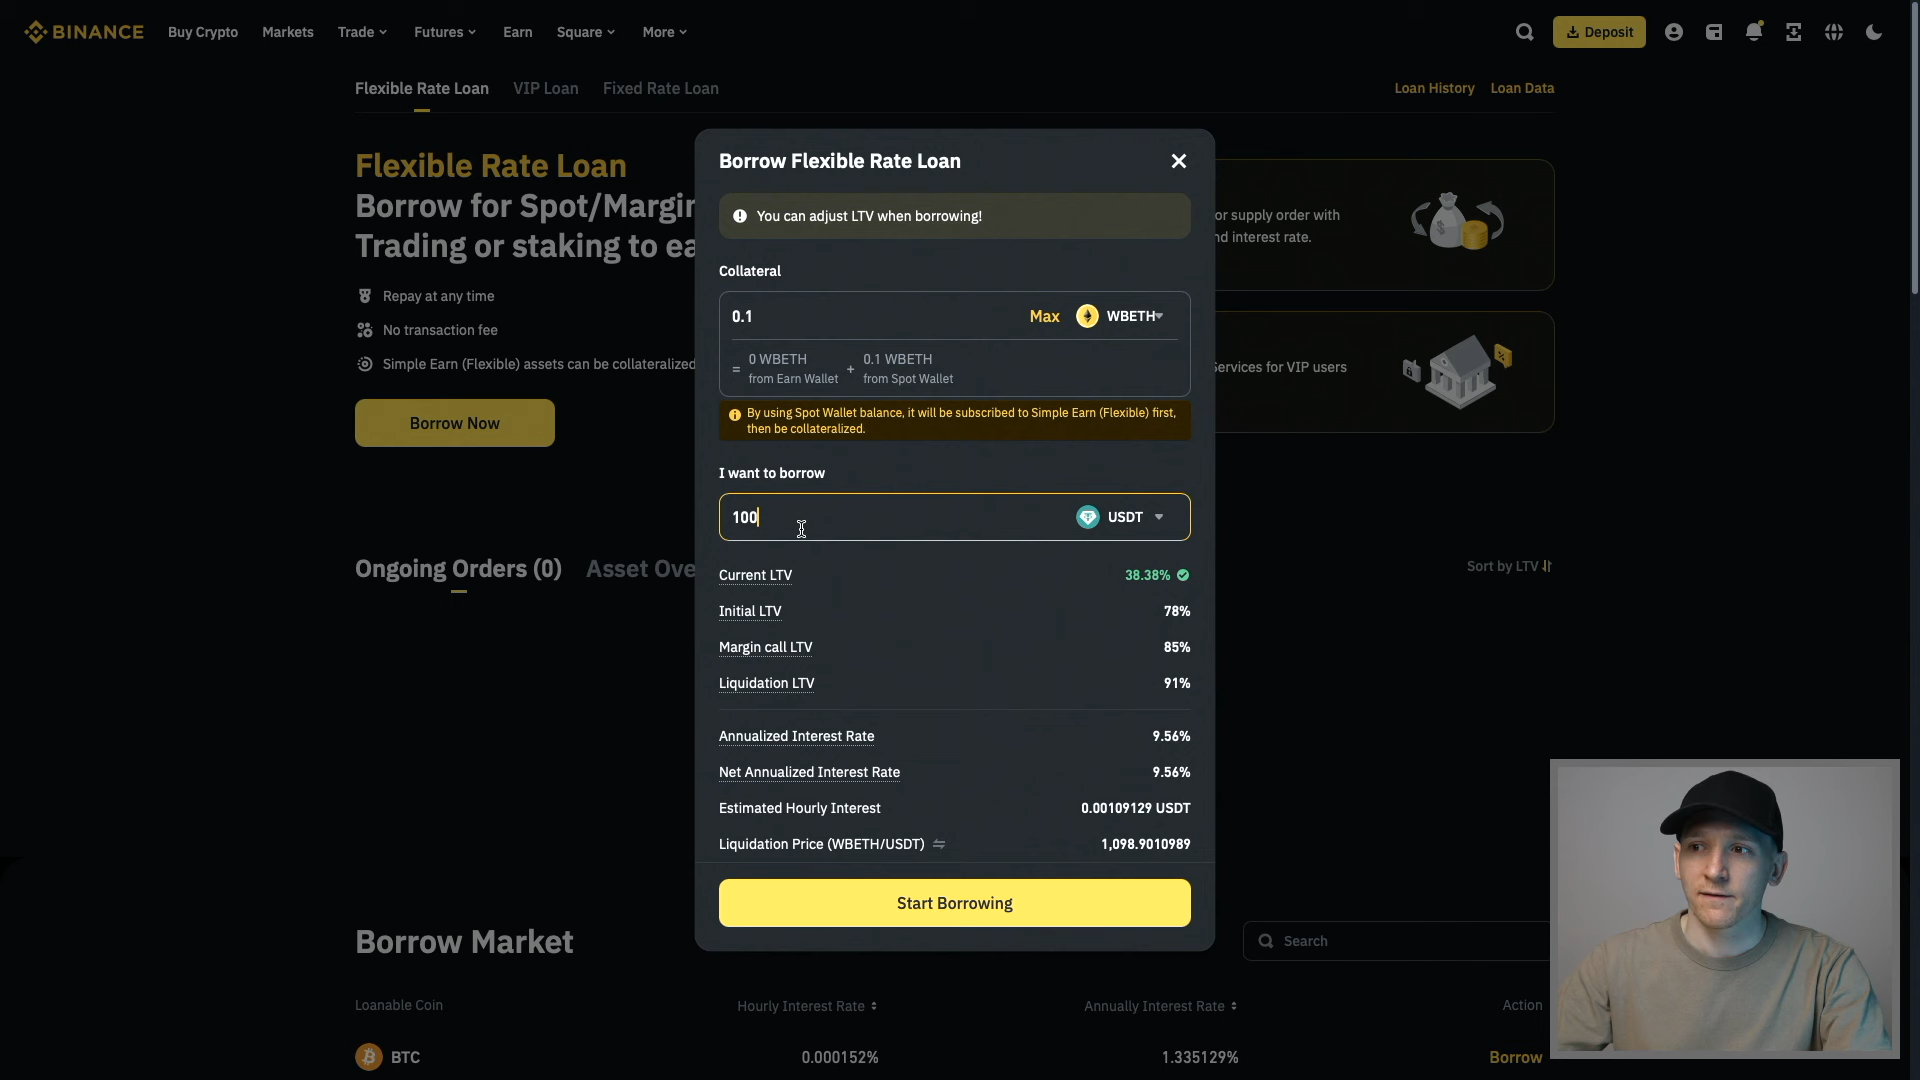 BINANCE
Buy Crypto
Markets
Trade
Futures
Earn
Square
More
Deposit
Flexible Rate Loan
VIP Loan
Fixed Rate Loan
Loan History
Loan Data
Flexible Rate Loan
Borrow for Spot/Margin
Trading or staking to ea
Repay at any time
No transaction fee
Simple Earn (Flexible) assets can be collateralized
Borrow Now
or supply order with
nd interest rate.
Services for VIP users
Borrow Flexible Rate Loan
You can adjust LTV when borrowing!
Collateral
0.1 Max WBETH
= 0 WBETH + 0.1 WBETH
from Earn Wallet from Spot Wallet
By using Spot Wallet balance, it will be subscribed to Simple Earn (Flexible) first,
then be collateralized.
I want to borrow
100 USDT
Current LTV 38.38%
Initial LTV 78%
Margin call LTV 85%
Liquidation LTV 91%
Annualized Interest Rate 9.56%
Net Annualized Interest Rate 9.56%
Estimated Hourly Interest 0.00109129 USDT
Liquidation Price (WBETH/USDT) 1,098.9010989
Start Borrowing
Ongoing Orders (0)
Asset Ove
Sort by LTV
Borrow Market
Search
Loanable Coin
Hourly Interest Rate
Annually Interest Rate
Action
BTC
0.000152%
1.335129%
Borrow